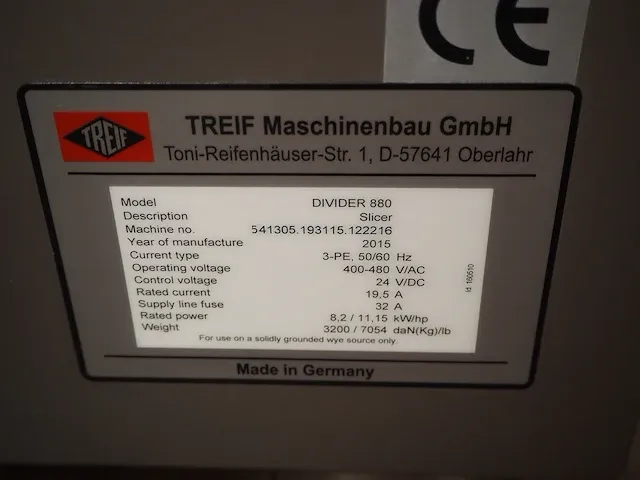 CE
TREIF
TREIF Maschinenbau GmbH
Toni-Reifenhäuser-Str. 1, D-57641 Oberlahr
Model DIVIDER 880
Description Slicer
Machine no. 541305.193115.122216
Year of manufacture 2015
Current type 3-PE, 50/60 Hz
Operating voltage 400-480 V/AC
Control voltage 24 V/DC
Rated current 19,5 A
Supply line fuse 32 A
Rated power 8,2 / 11,15 kW/hp
Weight 3200 / 7054 daN(Kg)/lb
For use on a solidly grounded wye source only.
Id. 160510
Made in Germany